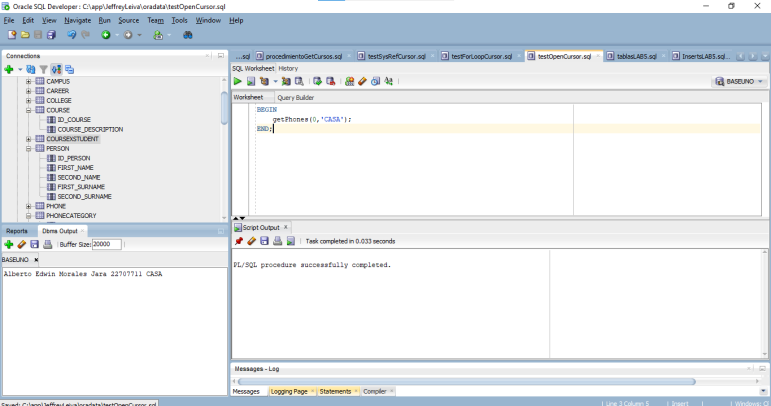 Oracle SQL Developer : C:\app\JeffreyLeiva\oradata\testOpenCursor.sql
File Edit View Navigate Run Source Team Tools Window Help
Connections
...sql procedimientoGetCursos.sql testSysRefCursor.sql testForLoopCursor.sql testOpenCursor.sql tablasLAB5.sql InsertsLAB5.sql
SQL Worksheet History
BASEUNO
Worksheet Query Builder
CAMPUS
CAREER
COLLEGE
COURSE
ID_COURSE
COURSE_DESCRIPTION
COURSEXSTUDENT
PERSON
ID_PERSON
FIRST_NAME
SECOND_NAME
FIRST_SURNAME
SECOND_SURNAME
PHONE
PHONECATEGORY
BEGIN
getPhones(0,'CASA');
END;
Reports Dbms Output
Buffer Size: 20000
BASEUNO
Alberto Edwin Morales Jara 22707711 CASA
Script Output
Task completed in 0.033 seconds
PL/SQL procedure successfully completed.
Messages - Log
Messages Logging Page Statements Compiler
Saved: C:\app\JeffreyLeiva\oradata\testOpenCursor.sql
Line 3 Column 5 Insert Windows: C